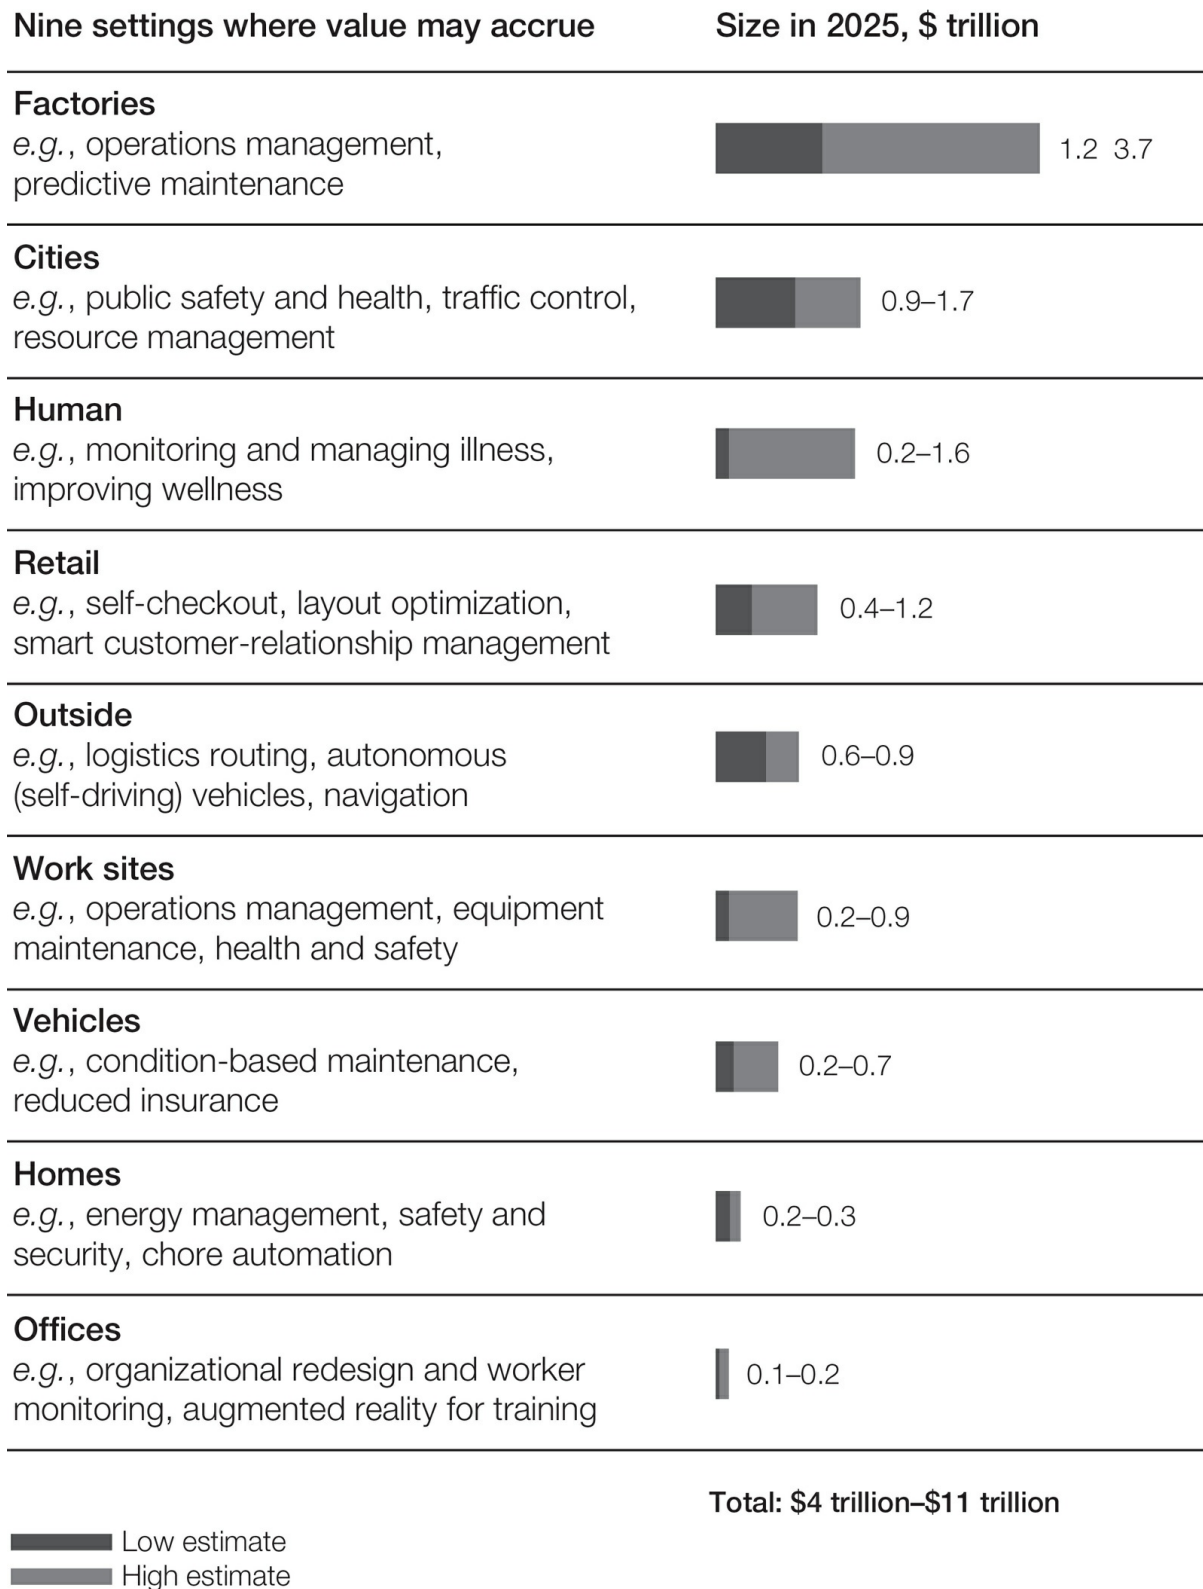 Nine settings where value may accrue
Size in 2025, $ trillion
Factories
e.g., operations management,
predictive maintenance
1.2 3.7
Cities
e.g., public safety and health, traffic control,
resource management
0.9–1.7
Human
e.g., monitoring and managing illness,
improving wellness
0.2–1.6
Retail
e.g., self-checkout, layout optimization,
smart customer-relationship management
0.4–1.2
Outside
e.g., logistics routing, autonomous
(self-driving) vehicles, navigation
0.6–0.9
Work sites
e.g., operations management, equipment
maintenance, health and safety
0.2–0.9
Vehicles
e.g., condition-based maintenance,
reduced insurance
0.2–0.7
Homes
e.g., energy management, safety and
security, chore automation
0.2–0.3
Offices
e.g., organizational redesign and worker
monitoring, augmented reality for training
0.1–0.2
Total: $4 trillion–$11 trillion
Low estimate
High estimate